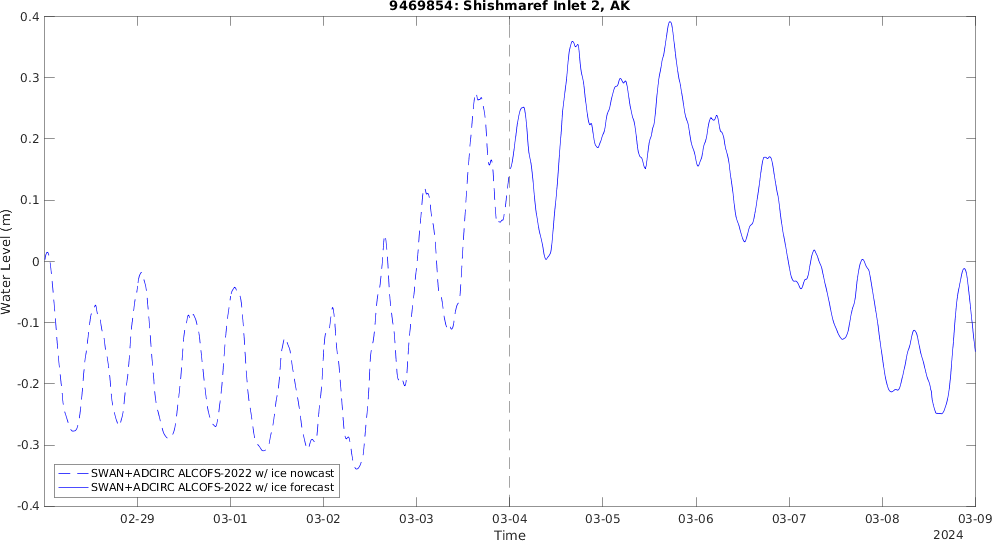 9469854: Shishmaref Inlet 2, AK
0.4
0.3
0.2
0.1
0
-0.1
-0.2
-0.3
-0.4
Water Level (m)
SWAN+ADCIRC ALCOFS-2022 w/ ice nowcast
SWAN+ADCIRC ALCOFS-2022 w/ ice forecast
02-29 03-01 03-02 03-03 03-04 03-05 03-06 03-07 03-08 03-09
Time
2024